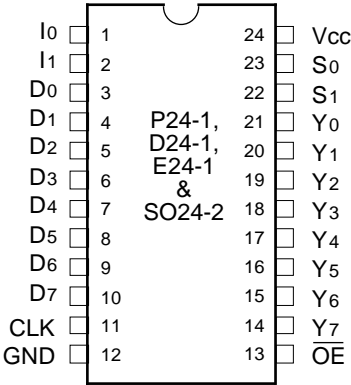 I0 1 24 Vcc
I1 2 23 S0
D0 3 22 S1
D1 4 P24-1, 21 Y0
D2 5 D24-1, 20 Y1
D3 6 E24-1 19 Y2
&
D4 7 SO24-2 18 Y3
D5 8 17 Y4
D6 9 16 Y5
D7 10 15 Y6
CLK 11 14 Y7
GND 12 13 O̅E̅